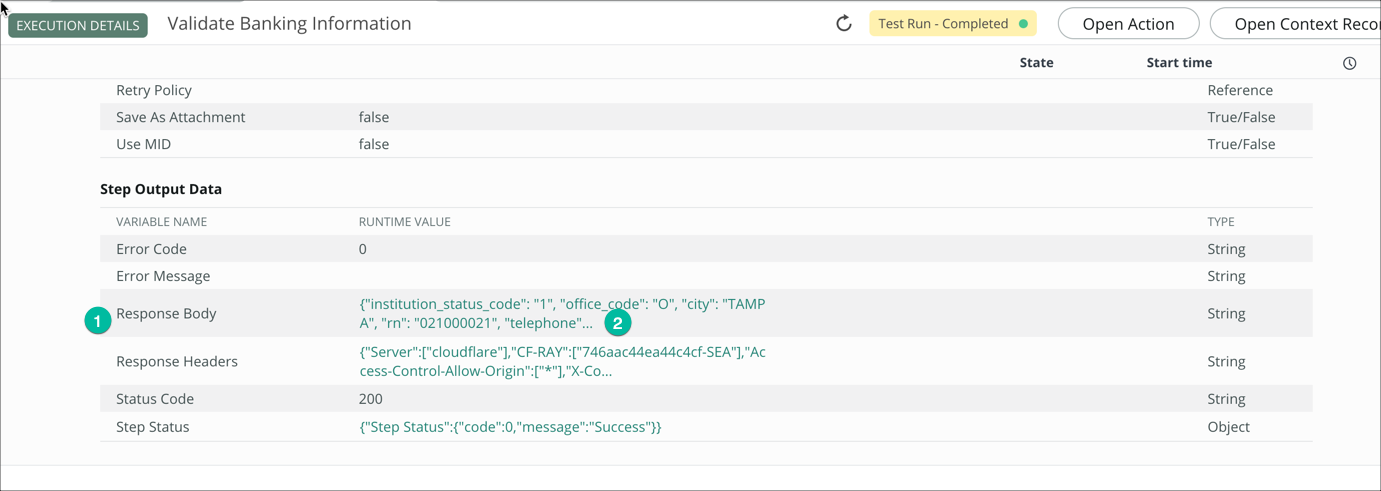 EXECUTION DETAILS Validate Banking Information Test Run - Completed Open Action Open Context Recor
State Start time
Retry Policy Reference
Save As Attachment false True/False
Use MID false True/False
Step Output Data
VARIABLE NAME RUNTIME VALUE TYPE
Error Code 0 String
Error Message String
1 Response Body {"institution_status_code": "1", "office_code": "O", "city": "TAMP String
A", "rn": "021000021", "telephone"... 2
Response Headers {"Server":["cloudflare"],"CF-RAY":["746aac44ea44c4cf-SEA"],"Ac String
cess-Control-Allow-Origin":["*"],"X-Co...
Status Code 200 String
Step Status {"Step Status":{"code":0,"message":"Success"}} Object